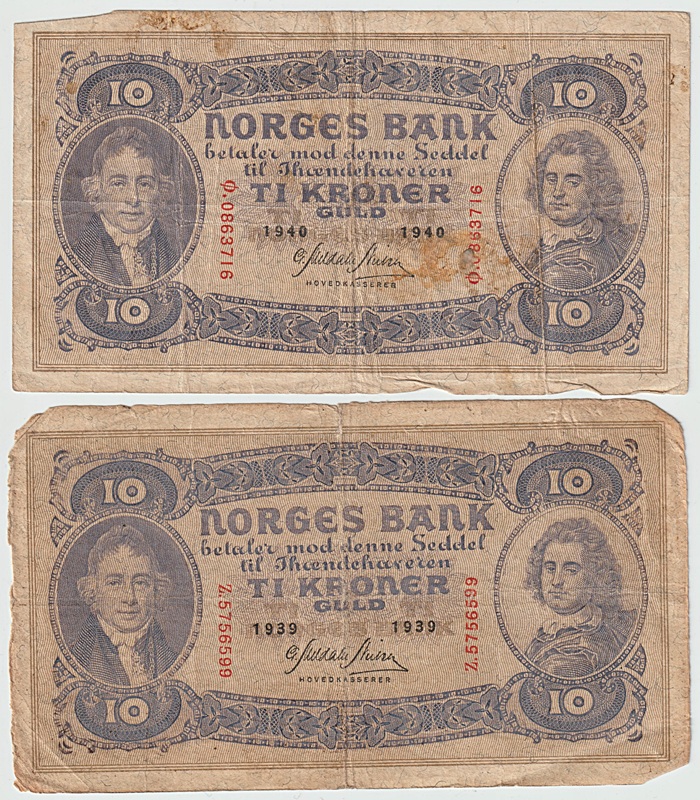 10 10
NORGES BANK
betaler mod denne Seddel
til Ihændehaveren
TI KRONER
GULD
φ.0863716
φ.0863716
1940 1940
HOVEDKASSERER
10 10
10 10
NORGES BANK
betaler mod denne Seddel
til Ihændehaveren
TI KRONER
GULD
Z.5756599
Z.5756599
1939 1939
HOVEDKASSERER
10 10